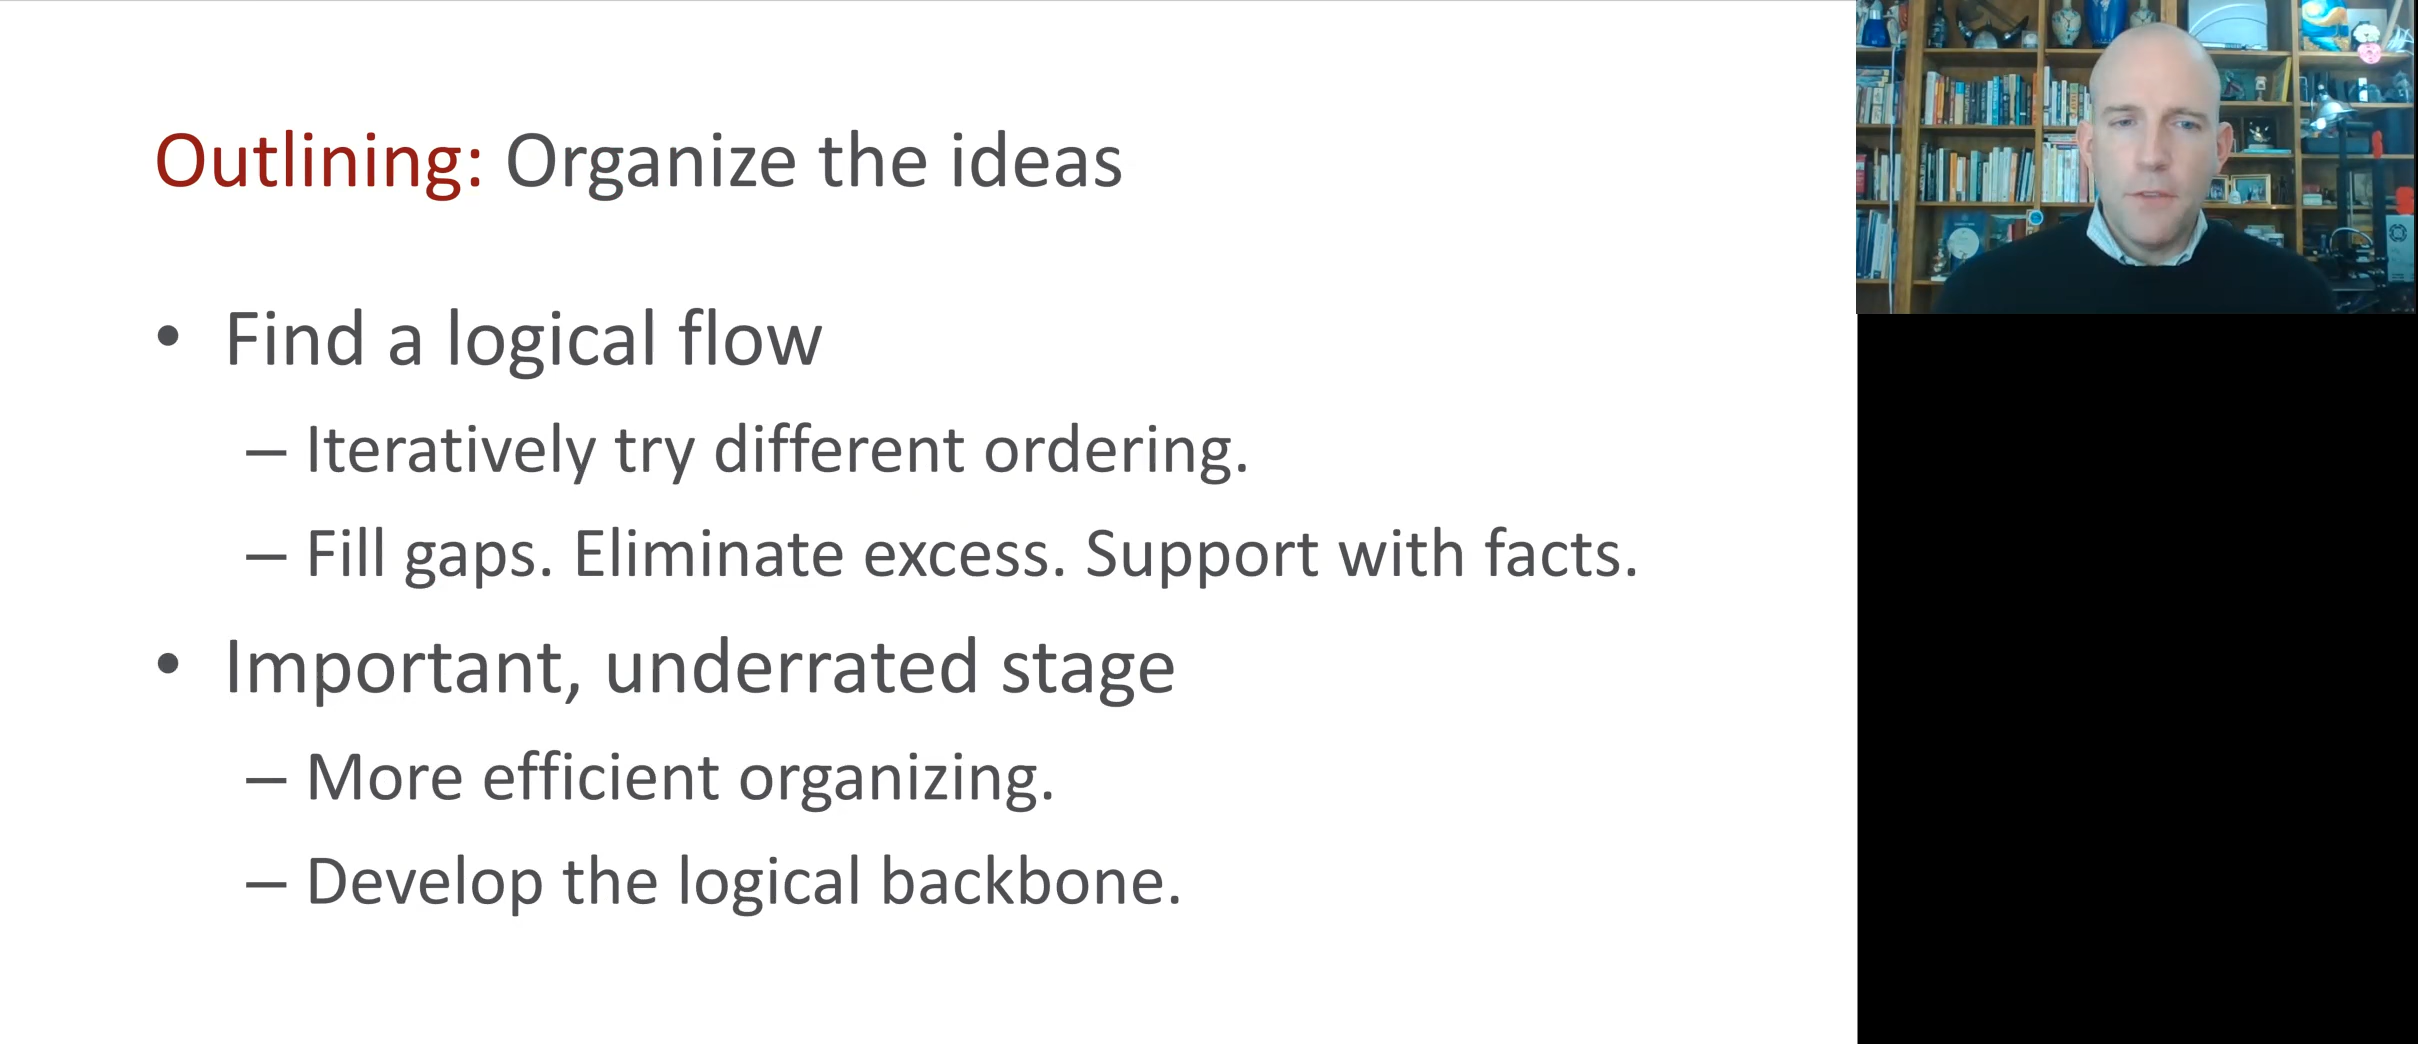 Outlining: Organize the ideas
• Find a logical flow
– Iteratively try different ordering.
– Fill gaps. Eliminate excess. Support with facts.
• Important, underrated stage
– More efficient organizing.
– Develop the logical backbone.